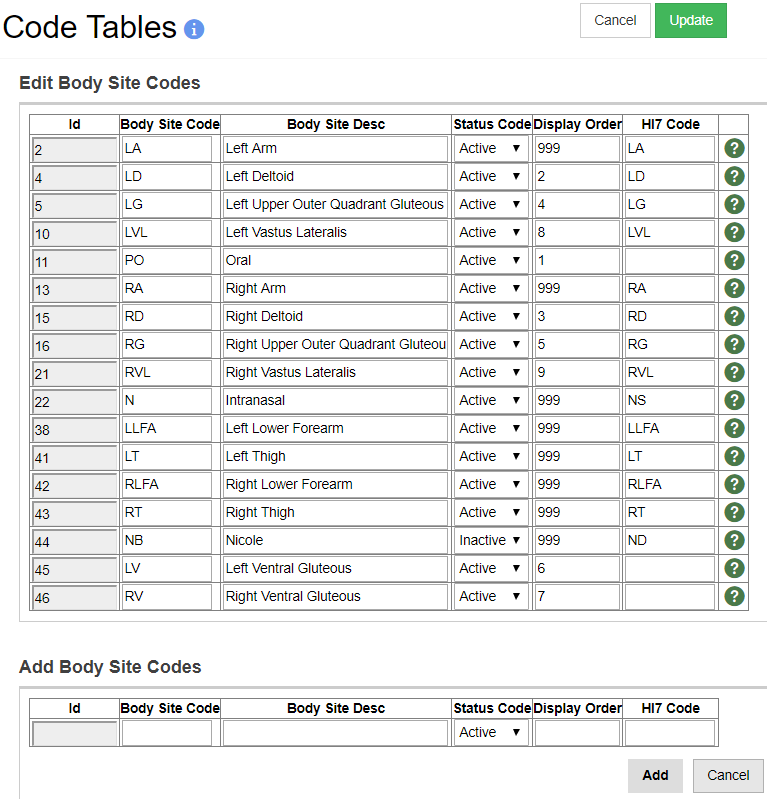 Code Tables i
Cancel Update
Edit Body Site Codes
Id Body Site Code Body Site Desc Status Code Display Order Hl7 Code
2 LA Left Arm Active ▼ 999 LA ?
4 LD Left Deltoid Active ▼ 2 LD ?
5 LG Left Upper Outer Quadrant Gluteous Active ▼ 4 LG ?
10 LVL Left Vastus Lateralis Active ▼ 8 LVL ?
11 PO Oral Active ▼ 1 ?
13 RA Right Arm Active ▼ 999 RA ?
15 RD Right Deltoid Active ▼ 3 RD ?
16 RG Right Upper Outer Quadrant Gluteou Active ▼ 5 RG ?
21 RVL Right Vastus Lateralis Active ▼ 9 RVL ?
22 N Intranasal Active ▼ 999 NS ?
38 LLFA Left Lower Forearm Active ▼ 999 LLFA ?
41 LT Left Thigh Active ▼ 999 LT ?
42 RLFA Right Lower Forearm Active ▼ 999 RLFA ?
43 RT Right Thigh Active ▼ 999 RT ?
44 NB Nicole Inactive ▼ 999 ND ?
45 LV Left Ventral Gluteous Active ▼ 6 ?
46 RV Right Ventral Gluteous Active ▼ 7 ?
Add Body Site Codes
Id Body Site Code Body Site Desc Status Code Display Order Hl7 Code
Active ▼
Add Cancel